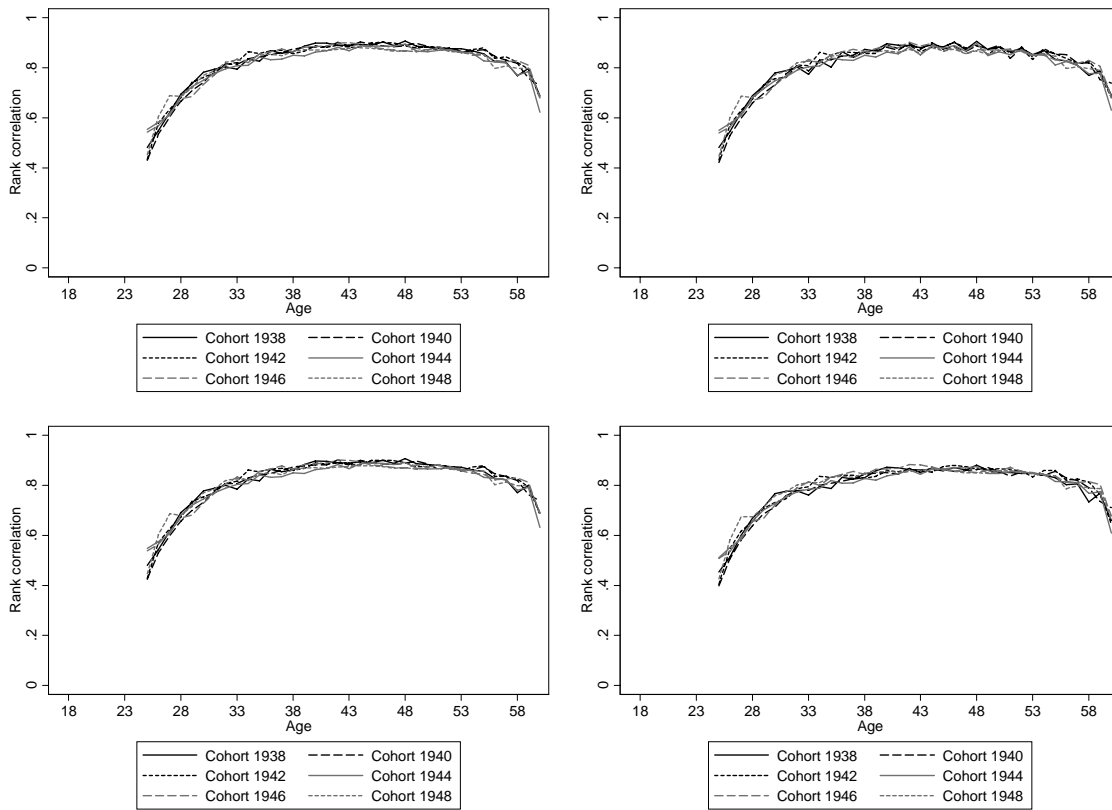 1
.8
.6
.4
.2
0
Rank correlation
18 23 28 33 38 43 48 53 58
Age
Cohort 1938 Cohort 1940
Cohort 1942 Cohort 1944
Cohort 1946 Cohort 1948
1
.8
.6
.4
.2
0
Rank correlation
18 23 28 33 38 43 48 53 58
Age
Cohort 1938 Cohort 1940
Cohort 1942 Cohort 1944
Cohort 1946 Cohort 1948
1
.8
.6
.4
.2
0
Rank correlation
18 23 28 33 38 43 48 53 58
Age
Cohort 1938 Cohort 1940
Cohort 1942 Cohort 1944
Cohort 1946 Cohort 1948
1
.8
.6
.4
.2
0
Rank correlation
18 23 28 33 38 43 48 53 58
Age
Cohort 1938 Cohort 1940
Cohort 1942 Cohort 1944
Cohort 1946 Cohort 1948